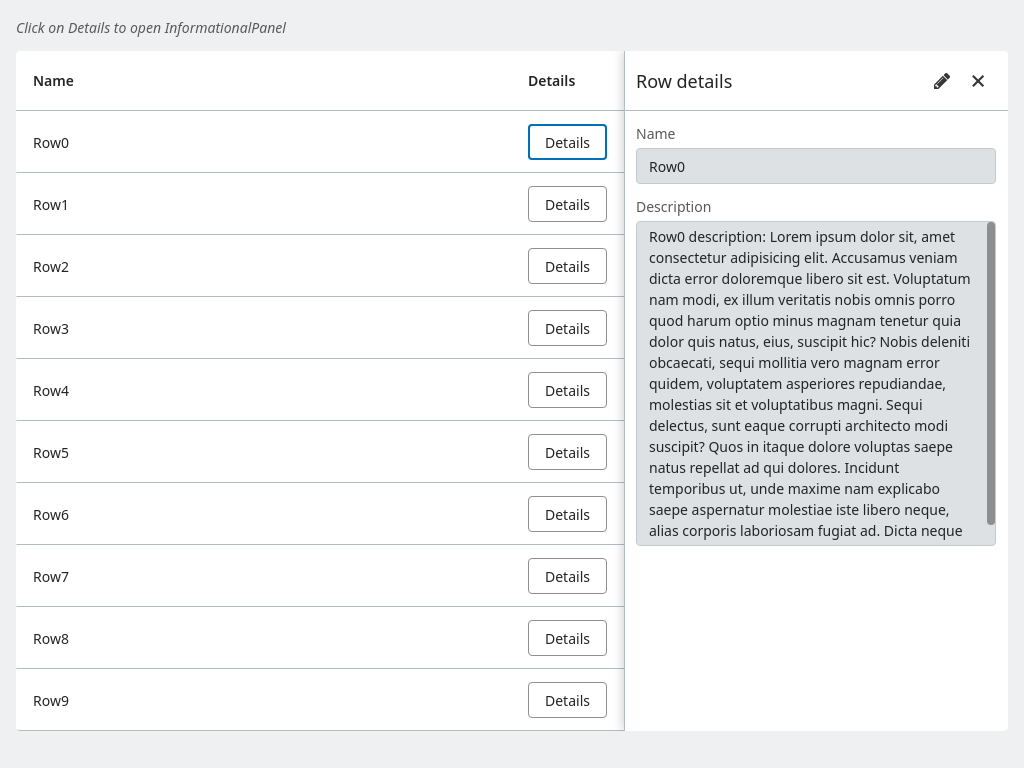 Click on Details to open InformationalPanel
Name Details
Row0 Details
Row1 Details
Row2 Details
Row3 Details
Row4 Details
Row5 Details
Row6 Details
Row7 Details
Row8 Details
Row9 Details
Row details
Name
Row0
Description
Row0 description: Lorem ipsum dolor sit, amet
consectetur adipisicing elit. Accusamus veniam
dicta error doloremque libero sit est. Voluptatum
nam modi, ex illum veritatis nobis omnis porro
quod harum optio minus magnam tenetur quia
dolor quis natus, eius, suscipit hic? Nobis deleniti
obcaecati, sequi mollitia vero magnam error
quidem, voluptatem asperiores repudiandae,
molestias sit et voluptatibus magni. Sequi
delectus, sunt eaque corrupti architecto modi
suscipit? Quos in itaque dolore voluptas saepe
natus repellat ad qui dolores. Incidunt
temporibus ut, unde maxime nam explicabo
saepe aspernatur molestiae iste libero neque,
alias corporis laboriosam fugiat ad. Dicta neque